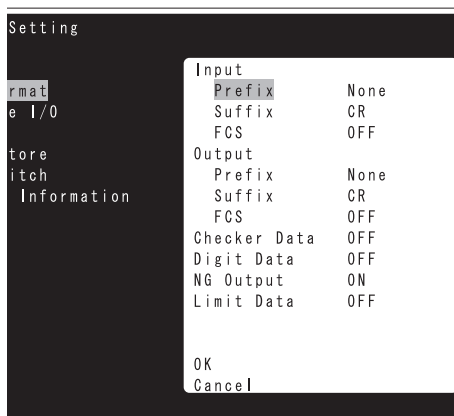 Setting
rmat
e I/O
tore
itch
Information
Input
Prefix None
Suffix CR
FCS OFF
Output
Prefix None
Suffix CR
FCS OFF
Checker Data OFF
Digit Data OFF
NG Output ON
Limit Data OFF
OK
Cancel